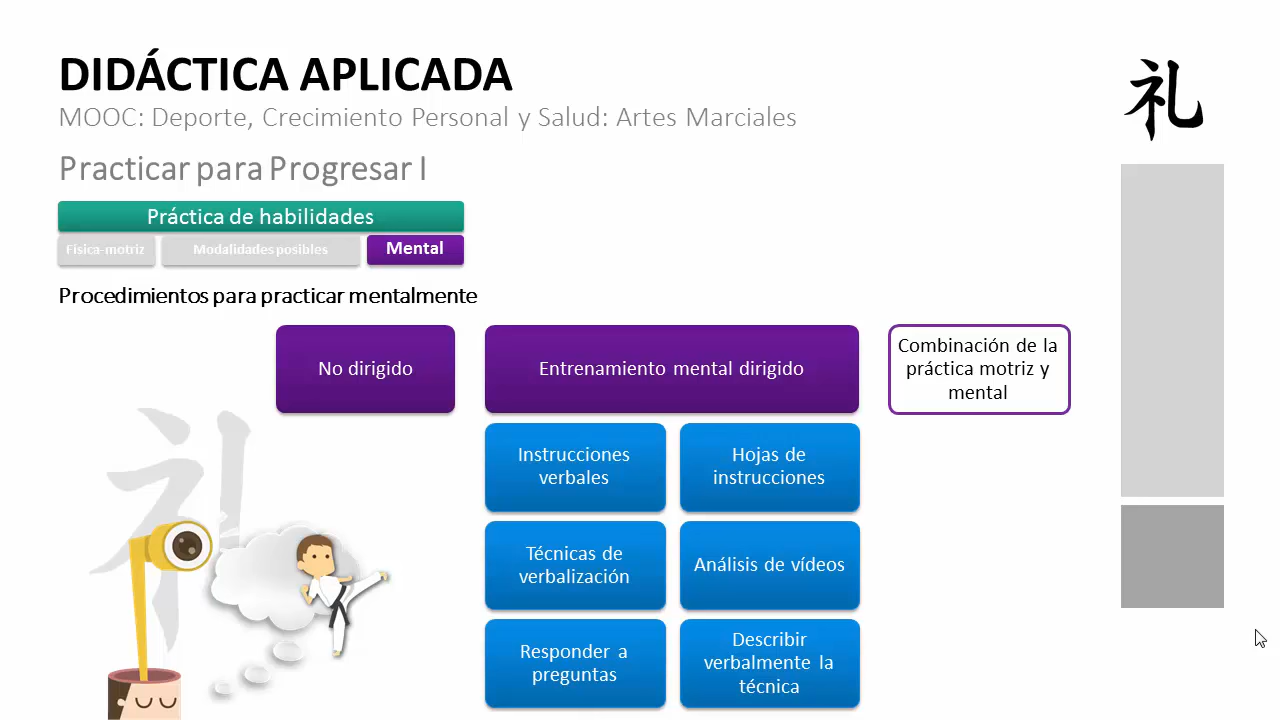 DIDÁCTICA APLICADA
礼
MOOC: Deporte, Crecimiento Personal y Salud: Artes Marciales
Practicar para Progresar I
Práctica de habilidades
Física-motriz
Modalidades posibles
Mental
Procedimientos para practicar mentalmente
No dirigido
Entrenamiento mental dirigido
Combinación de la
práctica motriz y
mental
Instrucciones
verbales
Hojas de
instrucciones
Técnicas de
verbalización
Análisis de vídeos
Responder a
preguntas
Describir
verbalmente la
técnica
礼